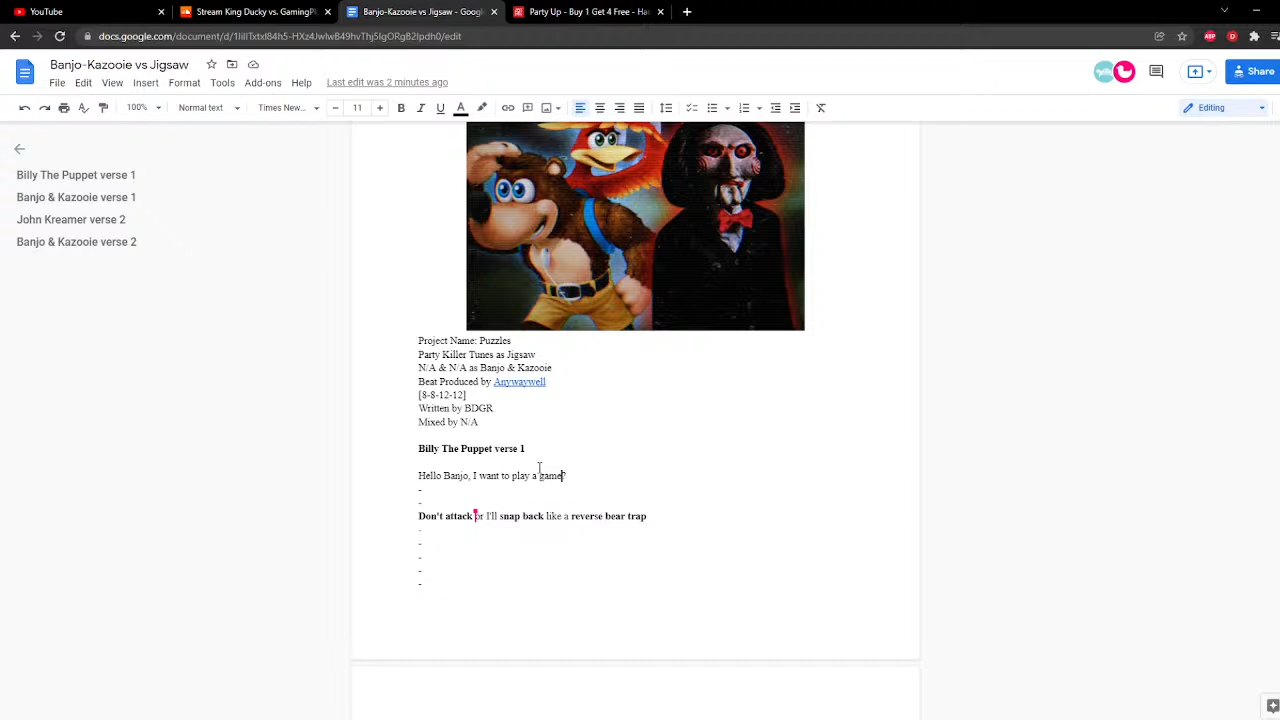 YouTube
Stream King Ducky vs. GamingPl
Banjo-Kazooie vs Jigsaw - Googl
Party Up - Buy 1 Get 4 Free - Ha
docs.google.com/document/d/
/edit
ABP
Banjo-Kazooie vs Jigsaw
File Edit View Insert Format Tools Add-ons Help Last edit was 2 minutes ago
Share
100% Normal text Times New... 11 B I U A
Editing
Billy The Puppet verse 1
Banjo & Kazooie verse 1
John Kreamer verse 2
Banjo & Kazooie verse 2
Project Name: Puzzles
Party Killer Tunes as Jigsaw
N/A & N/A as Banjo & Kazooie
Beat Produced by Anywaywell
[8-8-12-12]
Written by BDGR
Mixed by N/A
Billy The Puppet verse 1
Hello Banjo, I want to play a game?
-
-
Don't attack or I'll snap back like a reverse bear trap
-
-
-
-
-